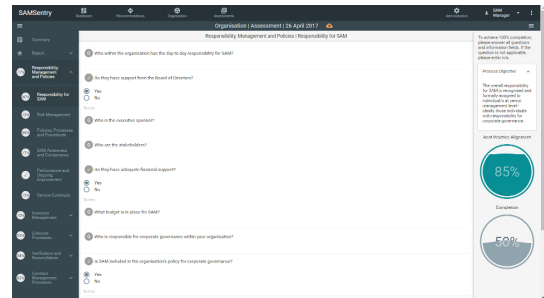 SAMSentry
Dashboard
Recommendations
Organisation
Assessments
Administration
SAM
Manager
Organisation | Assessment | 26 April 2017
Responsibility Management and Policies | Responsibility for SAM
Summary
Report
Responsibility
Management
and Policies
Responsibility for
SAM
Risk Management
Policies, Processes
and Procedures
SAM Awareness
and Competence
Performance and
Ongoing
Improvement
Service Contracts
Inventory
Management
Lifecycle
Processes
Verification and
Reconciliation
Contract
Management
Processes
Who within the organisation has the day to day responsibility for SAM?
Do they have support from the Board of Directors?
Yes
No
Notes
Who is the executive sponsor?
Who are the stakeholders?
Do they have adequate financial support?
Yes
No
Notes
What budget is in place for SAM?
Who is responsible for corporate governance within your organisation?
Is SAM included in the organisation's policy for corporate governance?
Yes
No
Notes
To achieve 100% completion,
please answer all questions
and information fields. If the
question is not applicable
please enter n/a.
Process Objective
The overall responsibility
for SAM is recognised and
formally assigned to
individual's at senior
management level -
ideally those individuals
with responsibility for
corporate governance.
Best Practice Alignment
85%
Completion
50%